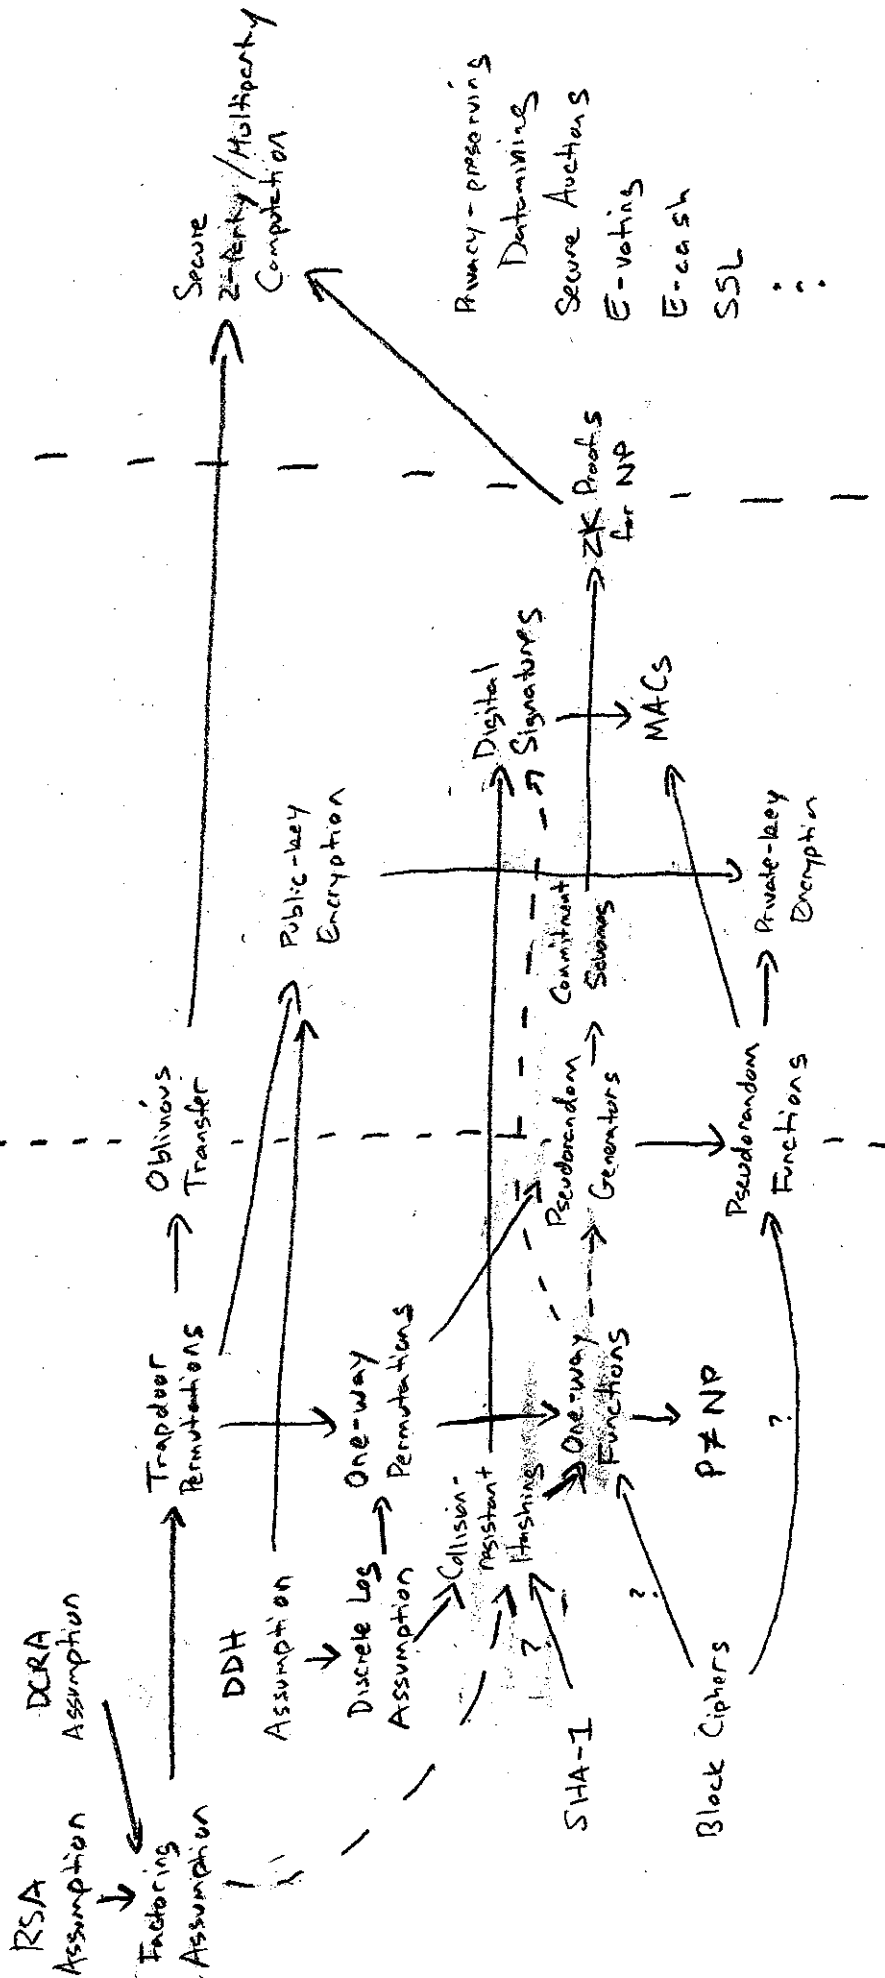 RSA
Assumption
DCRA
Assumption
Factoring
Assumption
Trapdoor
Permutations
Oblivious
Transfer
Secure
2-Party/Multiparty
Computation
DDH
Assumption
Public-key
Encryption
Discrete Log
Assumption
One-way
Permutations
Collision-
resistant
Hashing
?
Digital
Signatures
Privacy-preserving
Datamining
Secure Auctions
E-voting
E-cash
SSL
⋮
SHA-1
One-way
Functions
Pseudorandom
Generators
Commitment
Schemes
ZK Proofs
for NP
MACs
?
P≠NP
Block Ciphers
?
Pseudorandom
Functions
Private-key
Encryption